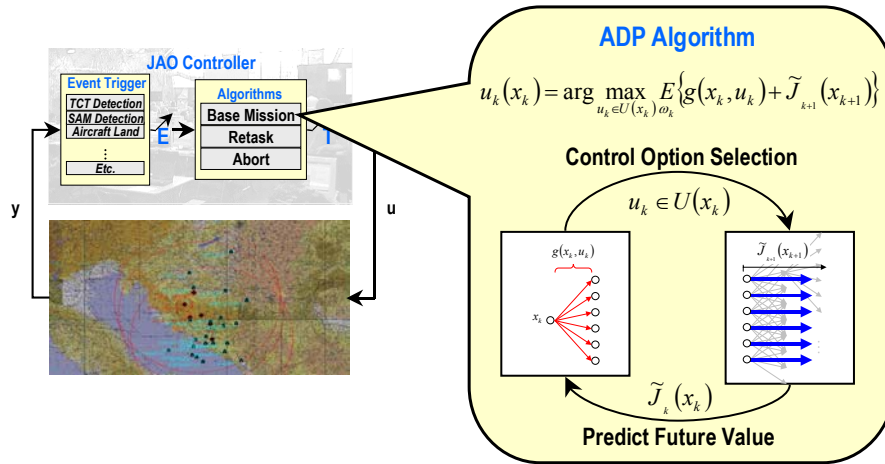 JAO Controller
Event Trigger
TCT Detection
SAM Detection
Aircraft Land
⋮
Etc.
E
Algorithms
Base Mission
Retask
Abort
T
y
u
ADP Algorithm
u_k(x_k) = arg max_{u_k∈U(x_k)} E_{ω_k} {g(x_k, u_k) + J̃_{k+1}(x_{k+1})}
Control Option Selection
u_k ∈ U(x_k)
g(x_k, u_k)
x_k
J̃_{k+1}(x_{k+1})
J̃_k(x_k)
Predict Future Value